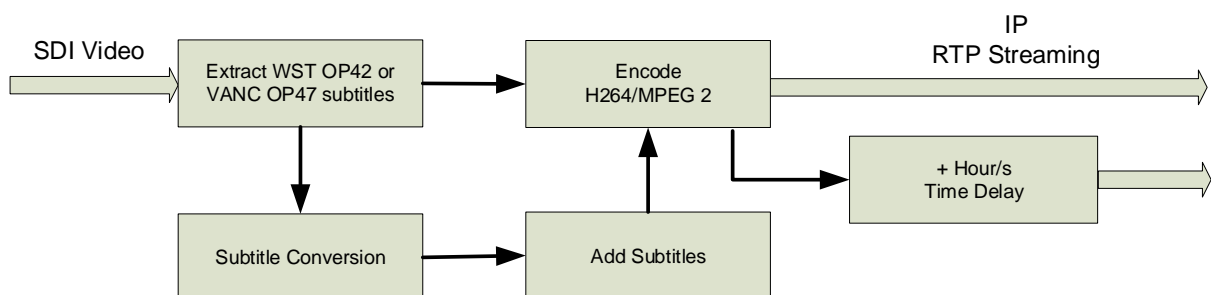 SDI Video
Extract WST OP42 or
VANC OP47 subtitles
Encode
H264/MPEG 2
IP
RTP Streaming
+ Hour/s
Time Delay
Subtitle Conversion
Add Subtitles